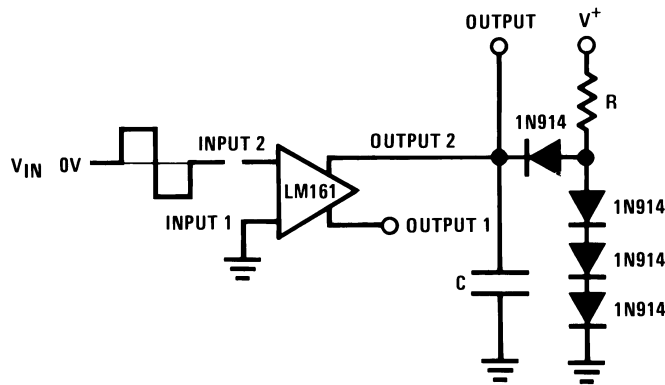 OUTPUT
V+
R
1N914
INPUT 2
OUTPUT 2
VIN 0V
LM161
1N914
INPUT 1
OUTPUT 1
1N914
C
1N914